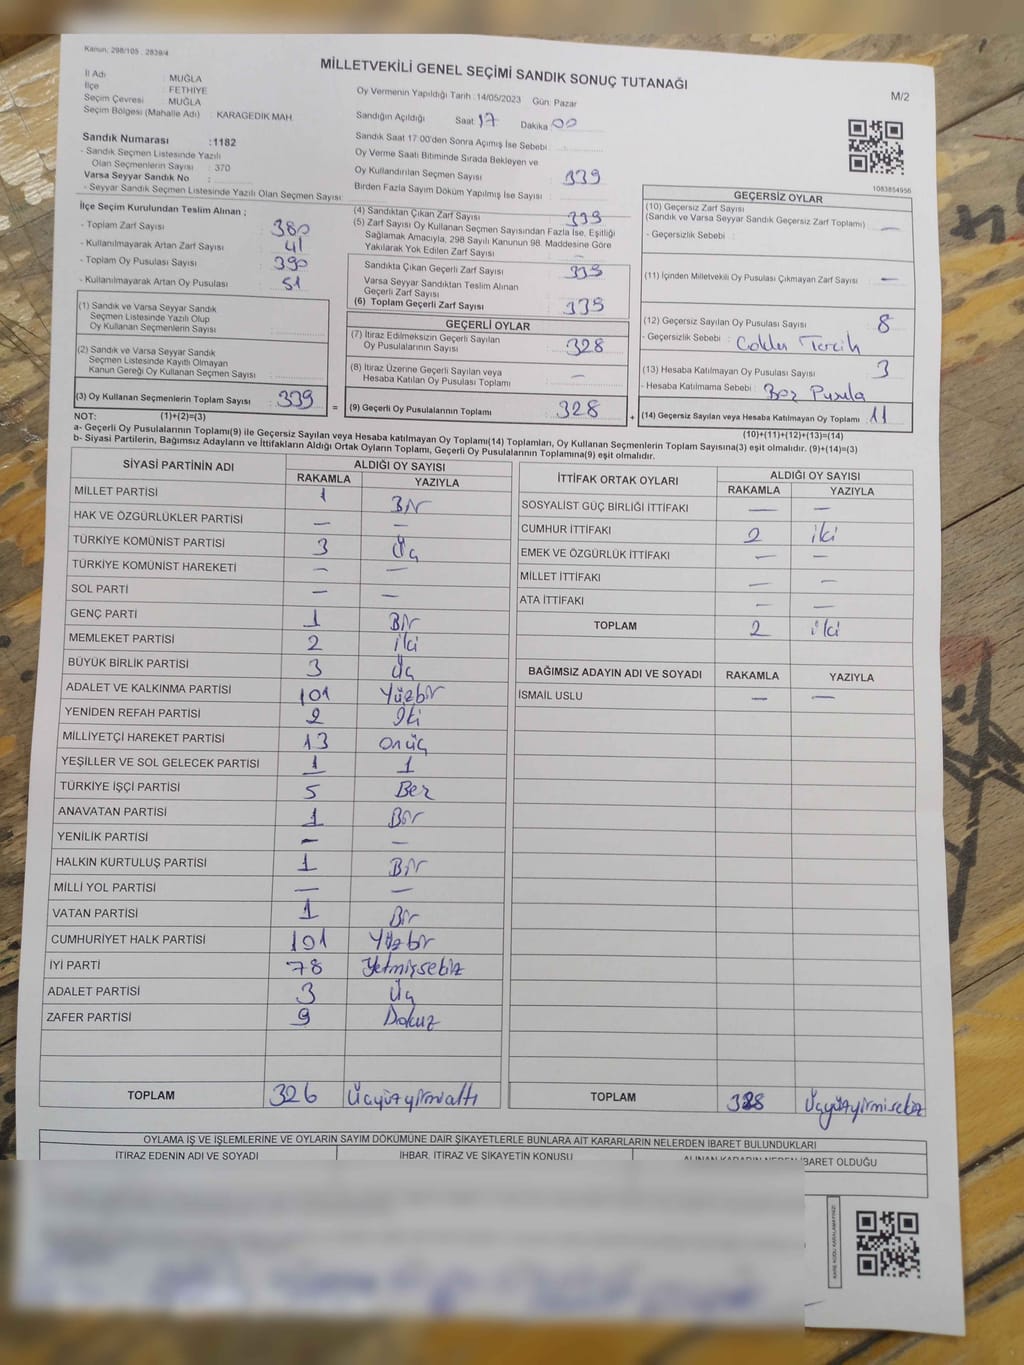 Kanun; 298/105 , 2839/4
MİLLETVEKİLİ GENEL SEÇİMİ SANDIK SONUÇ TUTANAĞI
M/2
İl Adı : MUĞLA
İlçe : FETHİYE
Seçim Çevresi : MUĞLA
Seçim Bölgesi (Mahalle Adı) : KARAGEDİK MAH.
Sandık Numarası :1182
- Sandık Seçmen Listesinde Yazılı
Olan Seçmenlerin Sayısı : 370
Varsa Seyyar Sandık No :
- Seyyar Sandık Seçmen Listesinde Yazılı Olan Seçmen Sayısı:
Oy Vermenin Yapıldığı Tarih :14/05/2023 Gün: Pazar
Sandığın Açıldığı Saat 17 Dakika 00
Sandık Saat 17:00'den Sonra Açımış İse Sebebi :
Oy Verme Saati Bitiminde Sırada Bekleyen ve
Oy Kullandırılan Seçmen Sayısı : 339
Birden Fazla Sayım Döküm Yapılmış İse Sayısı :
1083854956
İlçe Seçim Kurulundan Teslim Alınan ;
- Toplam Zarf Sayısı : 380
- Kullanılmayarak Artan Zarf Sayısı : 41
- Toplam Oy Pusulası Sayısı : 390
- Kullanılmayarak Artan Oy Pusulası : 51
(1) Sandık ve Varsa Seyyar Sandık
Seçmen Listesinde Yazılı Olup
Oy Kullanan Seçmenlerin Sayısı :
(2) Sandık ve Varsa Seyyar Sandık
Seçmen Listesinde Kayıtlı Olmayan
Kanun Gereği Oy Kullanan Seçmen Sayısı :
(3) Oy Kullanan Seçmenlerin Toplam Sayısı : 339
(4) Sandıktan Çıkan Zarf Sayısı : 339
(5) Zarf Sayısı Oy Kullanan Seçmen Sayısından Fazla İse, Eşitliği
Sağlamak Amacıyla, 298 Sayılı Kanunun 98. Maddesine Göre
Yakılarak Yok Edilen Zarf Sayısı : —
Sandıkta Çıkan Geçerli Zarf Sayısı : 339
Varsa Seyyar Sandıktan Teslim Alınan
Geçerli Zarf Sayısı :
(6) Toplam Geçerli Zarf Sayısı : 339
GEÇERLİ OYLAR
(7) İtiraz Edilmeksizin Geçerli Sayılan
Oy Pusulalarının Sayısı : 328
(8) İtiraz Üzerine Geçerli Sayılan veya
Hesaba Katılan Oy Pusulası Toplamı : —
= (9) Geçerli Oy Pusulalarının Toplamı : 328 +
GEÇERSİZ OYLAR
(10) Geçersiz Zarf Sayısı
(Sandık ve Varsa Seyyar Sandık Geçersiz Zarf Toplamı) : —
- Geçersizlik Sebebi :
(11) İçinden Milletvekili Oy Pusulası Çıkmayan Zarf Sayısı : —
(12) Geçersiz Sayılan Oy Pusulası Sayısı : 8
- Geçersizlik Sebebi : Tercih
(13) Hesaba Katılmayan Oy Pusulası Sayısı : 3
- Hesaba Katılmama Sebebi : Boş Pusula
(14) Geçersiz Sayılan veya Hesaba Katılmayan Oy Toplamı : 11
NOT: (1)+(2)=(3)
(10)+(11)+(12)+(13)=(14)
a- Geçerli Oy Pusulalarının Toplamı(9) ile Geçersiz Sayılan veya Hesaba katılmayan Oy Toplamı(14) Toplamları, Oy Kullanan Seçmenlerin Toplam Sayısına(3) eşit olmalıdır. (9)+(14)=(3)
b- Siyasi Partilerin, Bağımsız Adayların ve İttifakların Aldığı Ortak Oyların Toplamı, Geçerli Oy Pusulalarının Toplamına(9) eşit olmalıdır.
SİYASİ PARTİNİN ADI ALDIĞI OY SAYISI
RAKAMLA YAZIYLA
MİLLET PARTİSİ 1 Bir
HAK VE ÖZGÜRLÜKLER PARTİSİ — —
TÜRKİYE KOMÜNİST PARTİSİ 3 Üç
TÜRKİYE KOMÜNİST HAREKETİ — —
SOL PARTİ — —
GENÇ PARTİ 1 Bir
MEMLEKET PARTİSİ 2 iki
BÜYÜK BİRLİK PARTİSİ 3 Üç
ADALET VE KALKINMA PARTİSİ 101 Yüzbir
YENİDEN REFAH PARTİSİ 2 İki
MİLLİYETÇİ HAREKET PARTİSİ 13 onüç
YEŞİLLER VE SOL GELECEK PARTİSİ 1 1
TÜRKİYE İŞÇİ PARTİSİ 5 Beş
ANAVATAN PARTİSİ 1 Bir
YENİLİK PARTİSİ — —
HALKIN KURTULUŞ PARTİSİ 1 Bir
MİLLİ YOL PARTİSİ — —
VATAN PARTİSİ 1 Bir
CUMHURİYET HALK PARTİSİ 101 Yüzbir
İYİ PARTİ 78 Yetmişsekiz
ADALET PARTİSİ 3 Üç
ZAFER PARTİSİ 9 Dokuz
TOPLAM 326 Üçyüzyirmialtı
İTTİFAK ORTAK OYLARI ALDIĞI OY SAYISI
RAKAMLA YAZIYLA
SOSYALİST GÜÇ BİRLİĞİ İTTİFAKI — —
CUMHUR İTTİFAKI 2 iki
EMEK VE ÖZGÜRLÜK İTTİFAKI — —
MİLLET İTTİFAKI — —
ATA İTTİFAKI — —
TOPLAM 2 iki
BAĞIMSIZ ADAYIN ADI VE SOYADI RAKAMLA YAZIYLA
İSMAİL USLU — —
TOPLAM 328 Üçyüzyirmisekiz
OYLAMA İŞ VE İŞLEMLERİNE VE OYLARIN SAYIM DÖKÜMÜNE DAİR ŞİKAYETLERLE BUNLARA AİT KARARLARIN NELERDEN İBARET BULUNDUKLARI
İTİRAZ EDENİN ADI VE SOYADI İHBAR, İTİRAZ VE ŞİKAYETİN KONUSU ALINAN KARARIN NEDEN İBARET OLDUĞU